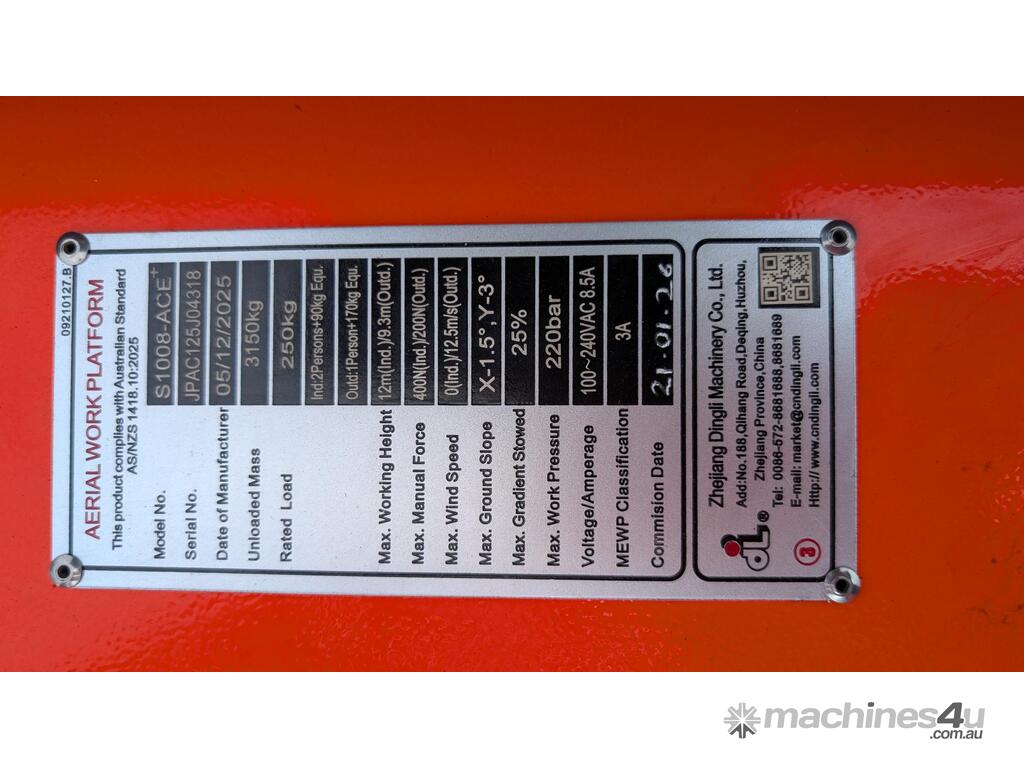 09210127.B
AERIAL WORK PLATFORM
This product complies with Australian Standard
AS/NZS 1418.10:2025
Model No. S1008-ACE+
Serial No. JPAC125J04318
Date of Manufacturer 05/12/2025
Unloaded Mass 3150kg
Rated Load 250kg
Ind:2Persons+90kg Equ.
Outd:1Person+170kg Equ.
Max. Working Height 12m(Ind.)/9.3m(Outd.)
Max. Manual Force 400N(Ind.)/200N(Outd.)
Max. Wind Speed 0(Ind.)/12.5m/s(Outd.)
Max. Ground Slope X-1.5°,Y-3°
Max. Gradient Stowed 25%
Max. Work Pressure 220bar
Voltage/Amperage 100~240VAC 8.5A
MEWP Classification 3A
Commision Date 21.01.26
Zhejiang Dingli Machinery Co., Ltd.
Add:No.188,Qihang Road,Deqing,Huzhou,
Zhejiang Province,China
Tel: 0086-572-8681688,8681689
E-mail: market@cndingli.com
Http://www.cndingli.com
®
3
machines4u
.com.au